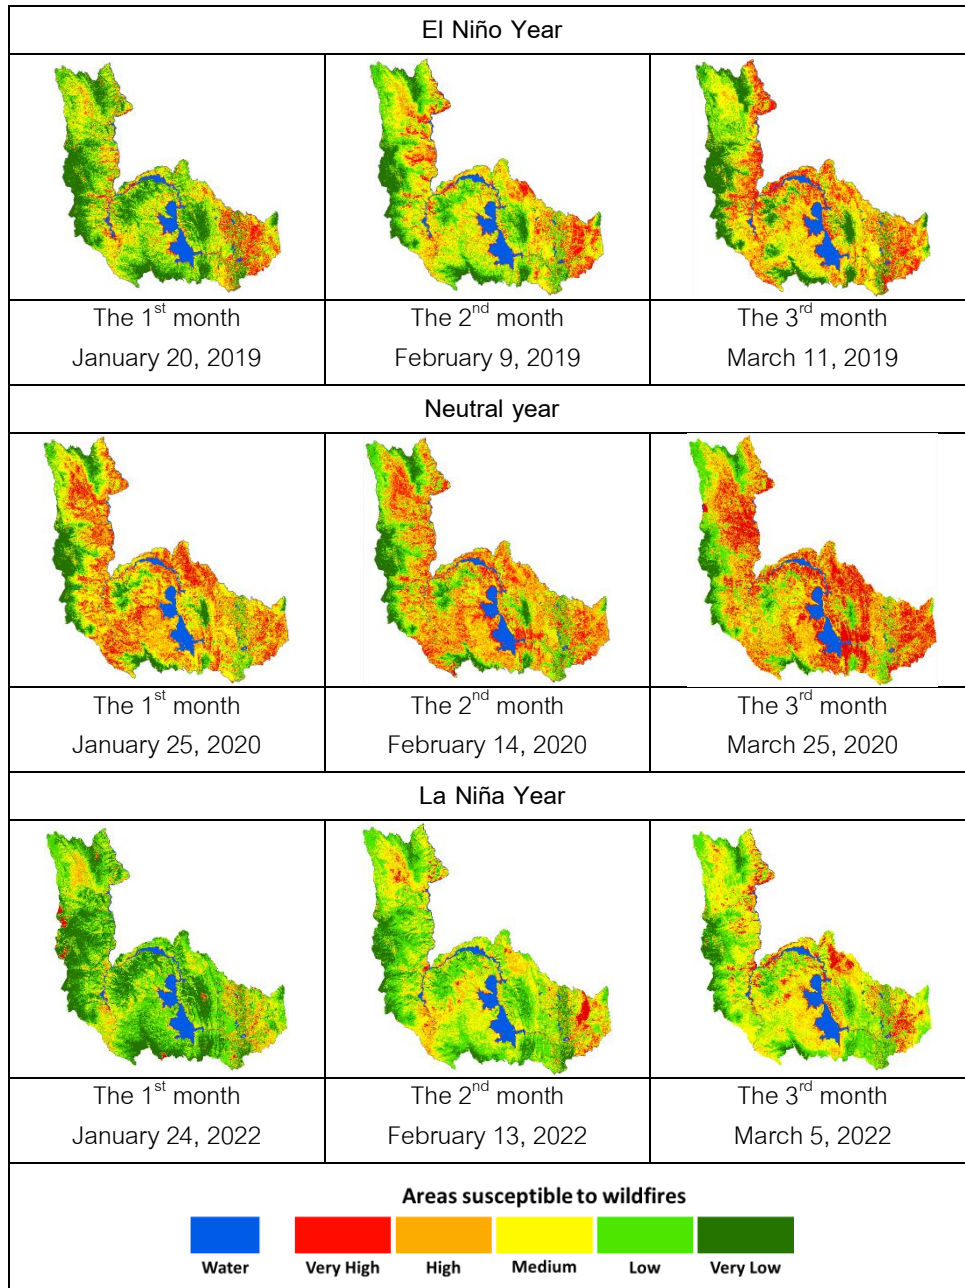 El Niño Year
The 1st month
January 20, 2019
The 2nd month
February 9, 2019
The 3rd month
March 11, 2019
Neutral year
The 1st month
January 25, 2020
The 2nd month
February 14, 2020
The 3rd month
March 25, 2020
La Niña Year
The 1st month
January 24, 2022
The 2nd month
February 13, 2022
The 3rd month
March 5, 2022
Areas susceptible to wildfires
Water Very High High Medium Low Very Low